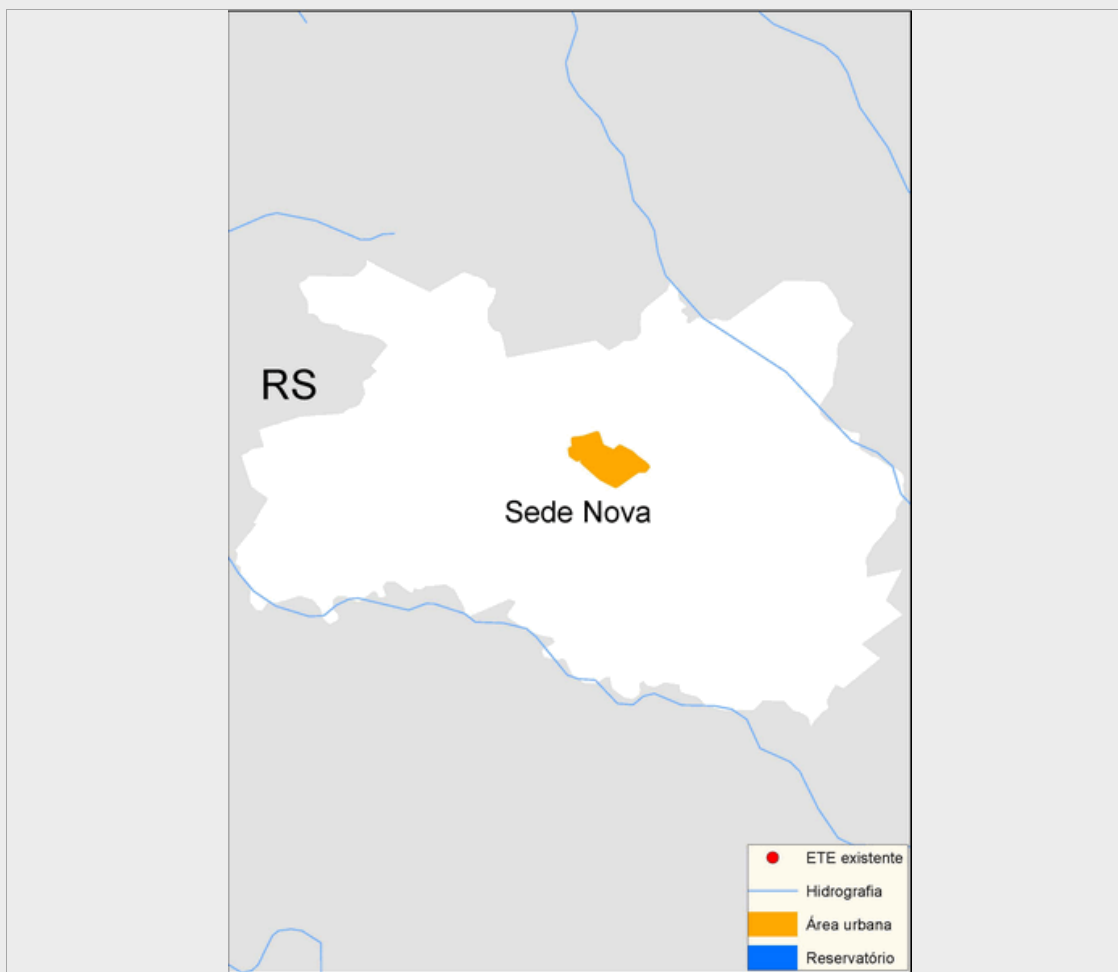 RS
Sede Nova
ETE existente
Hidrografia
Área urbana
Reservatório